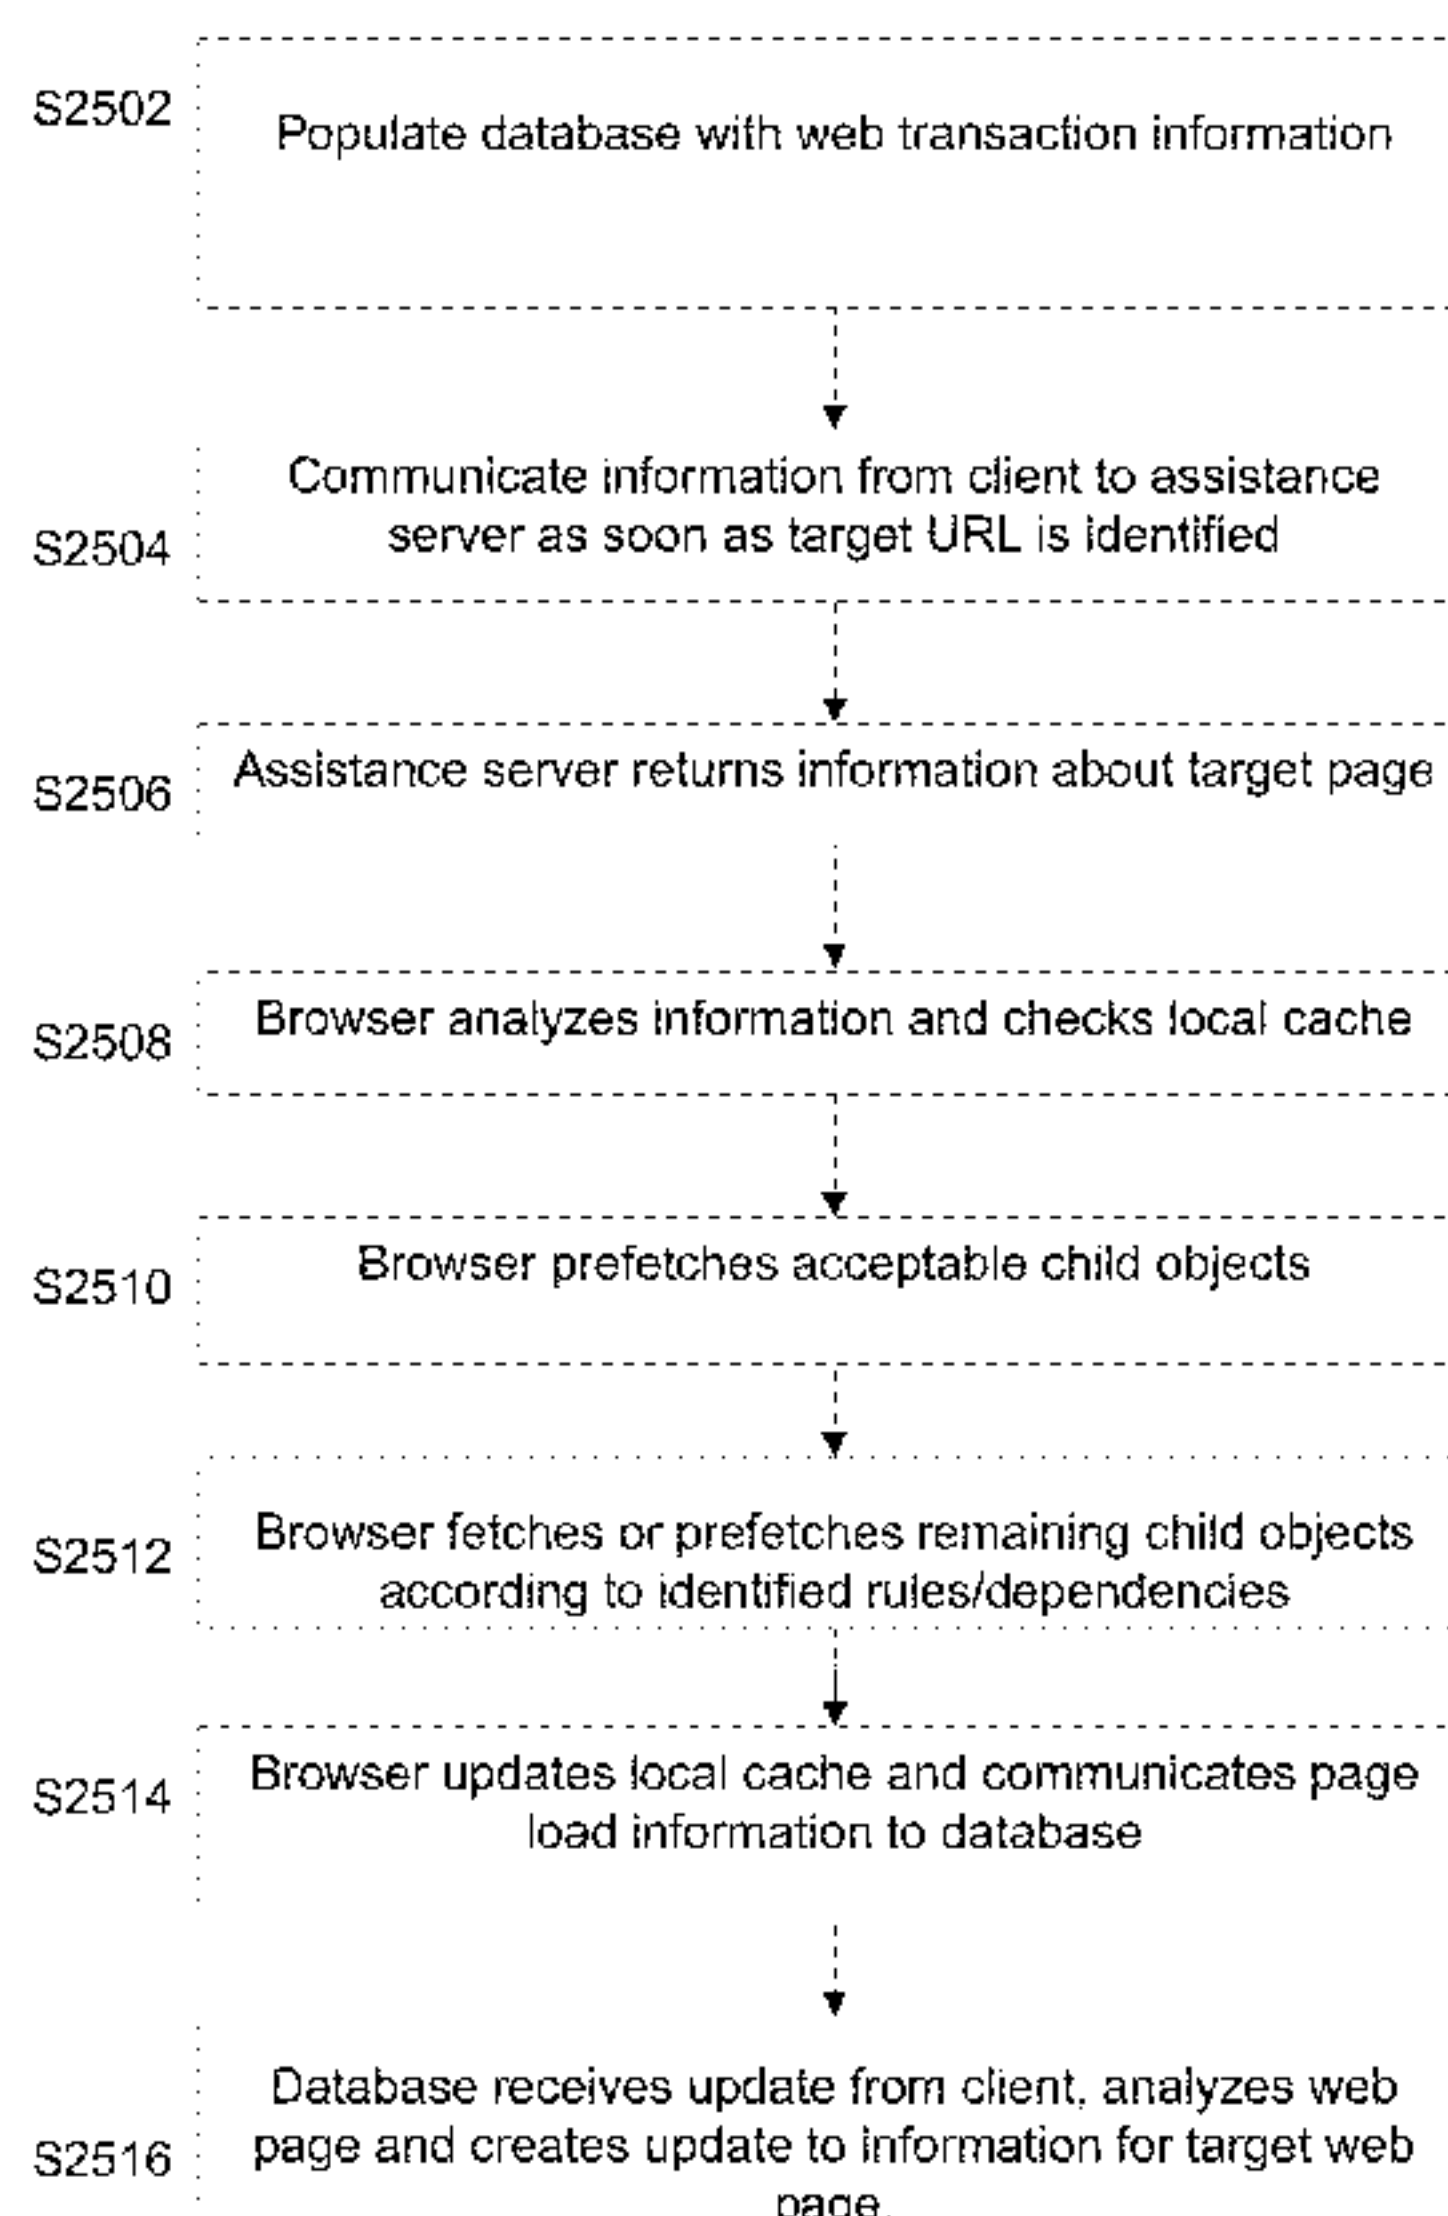 S2502
Populate database with web transaction information
Communicate information from client to assistance
server as soon as target URL is identified
S2504
Assistance server returns information about target page
S2506
Browser analyzes information and checks local cache
S2508
Browser prefetches acceptable child objects
S2510
Browser fetches or prefetches remaining child objects
S2512
according to identified rules/dependencies
Browser updates local cache and communicates page
S2514
load information to database
Database receives update from client, analyzes web
page and creates update to information for target web
S2516
page.